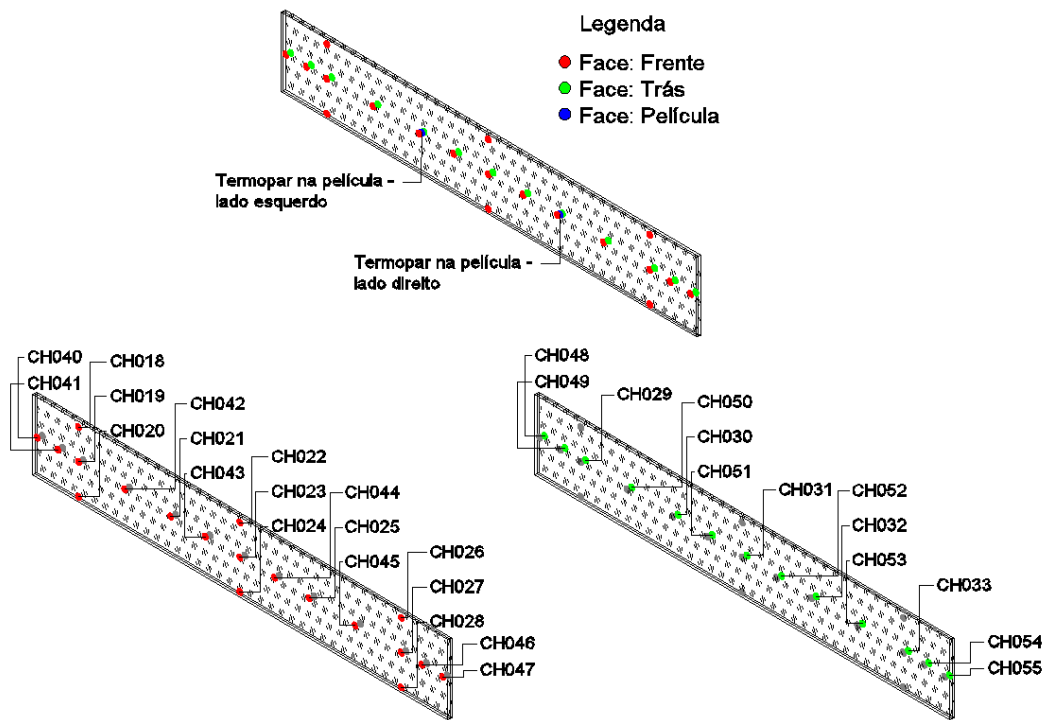 Legenda
Face: Frente
Face: Trás
Face: Película
Termopar na película -
lado esquerdo
Termopar na película -
lado direito
CH040
CH041
CH018
CH019
CH020
CH042
CH021
CH043
CH022
CH023
CH024
CH044
CH025
CH045
CH026
CH027
CH028
CH046
CH047
CH048
CH049
CH029
CH050
CH030
CH051
CH031
CH052
CH032
CH053
CH033
CH054
CH055